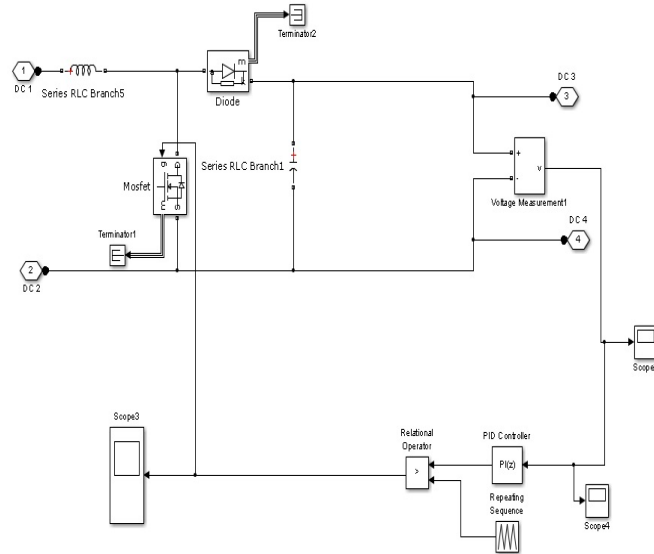 Terminator2
m
k
1
DC 1
Series RLC Branch5
Diode
DC 3
3
Series RLC Branch1
+
-
v
Voltage Measurement1
g
D
m
S
Mosfet
Terminator1
DC 4
4
2
DC 2
Scope
Scope3
Relational
Operator
>
PID Controller
PI(z)
Repeating
Sequence
Scope4